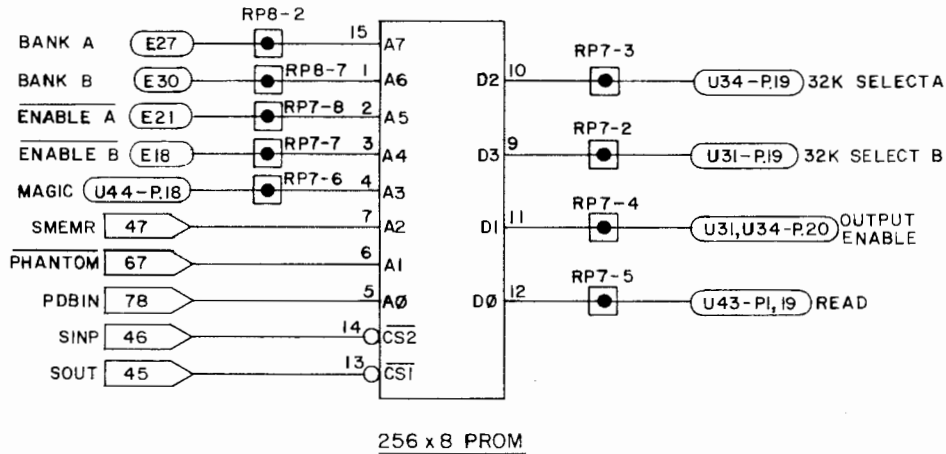 RP8-2
BANK A E27 15 A7
BANK B E30 RP8-7 1 A6
ENABLE A E21 RP7-8 2 A5
ENABLE B E18 RP7-7 3 A4
MAGIC U44-P.18 RP7-6 4 A3
SMEMR 47 7 A2
PHANTOM 67 6 A1
PDBIN 78 5 A0
SINP 46 14 CS2
SOUT 45 13 CS1
RP7-3
D2 10 U34-P.19 32K SELECTA
RP7-2
D3 9 U31-P.19 32K SELECT B
RP7-4
D1 11 U31,U34-P.20 OUTPUT
ENABLE
RP7-5
D0 12 U43-P1,19 READ
256 x 8 PROM